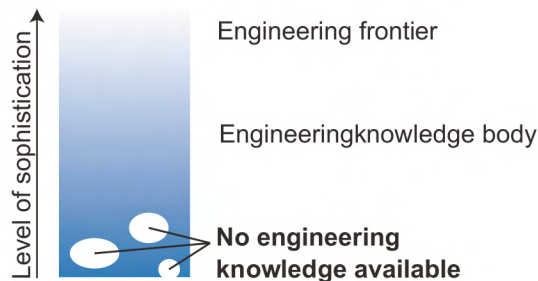 Engineering frontier
Level of sophistication
Engineeringknowledge body
No engineering
knowledge available